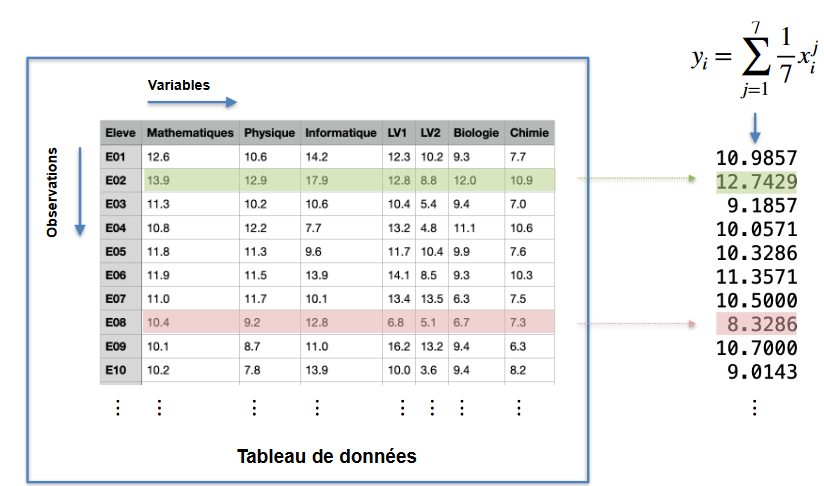 y_i = \sum_{j=1}^{7} \frac{1}{7} x_i^j
Variables
Observations
Eleve Mathematiques Physique Informatique LV1 LV2 Biologie Chimie
E01 12.6 10.6 14.2 12.3 10.2 9.3 7.7 10.9857
E02 13.9 12.9 17.9 12.8 8.8 12.0 10.9 12.7429
E03 11.3 10.2 10.6 10.4 5.4 9.4 7.0 9.1857
E04 10.8 12.2 7.7 13.2 4.8 11.1 10.6 10.0571
E05 11.8 11.3 9.6 11.7 10.4 9.9 7.6 10.3286
E06 11.9 11.5 13.9 14.1 8.5 9.3 10.3 11.3571
E07 11.0 11.7 10.1 13.4 13.5 6.3 7.5 10.5000
E08 10.4 9.2 12.8 6.8 5.1 6.7 7.3 8.3286
E09 10.1 8.7 11.0 16.2 13.2 9.4 6.3 10.7000
E10 10.2 7.8 13.9 10.0 3.6 9.4 8.2 9.0143
⋮ ⋮ ⋮ ⋮ ⋮ ⋮ ⋮ ⋮ ⋮
Tableau de données